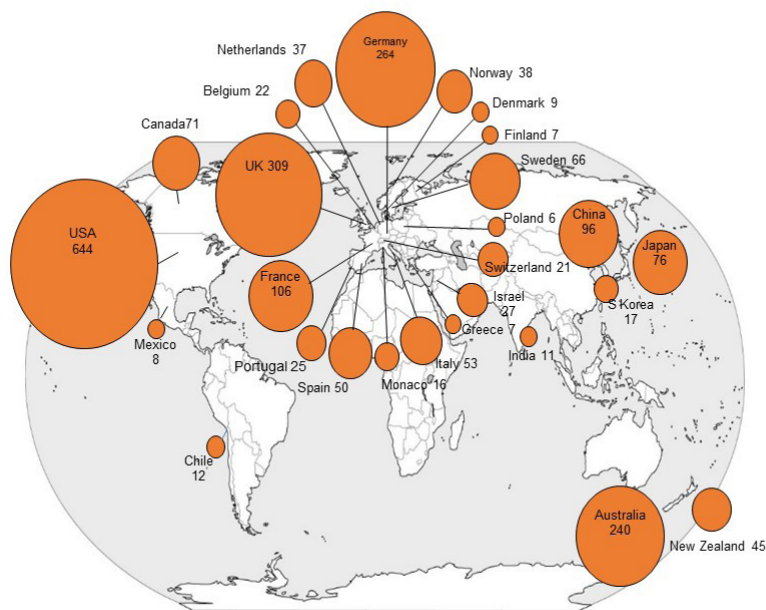 Germany
264
Netherlands 37
Norway 38
Belgium 22
Denmark 9
Canada71
Finland 7
UK 309
Sweden 66
USA
644
Poland 6
China
96
Japan
76
Switzerland 21
France
106
Israel
27
S Korea
17
Greece 7
Mexico
8
India 11
Portugal 25
Spain 50
Monaco 16
Italy 53
Chile
12
Australia
240
New Zealand 45